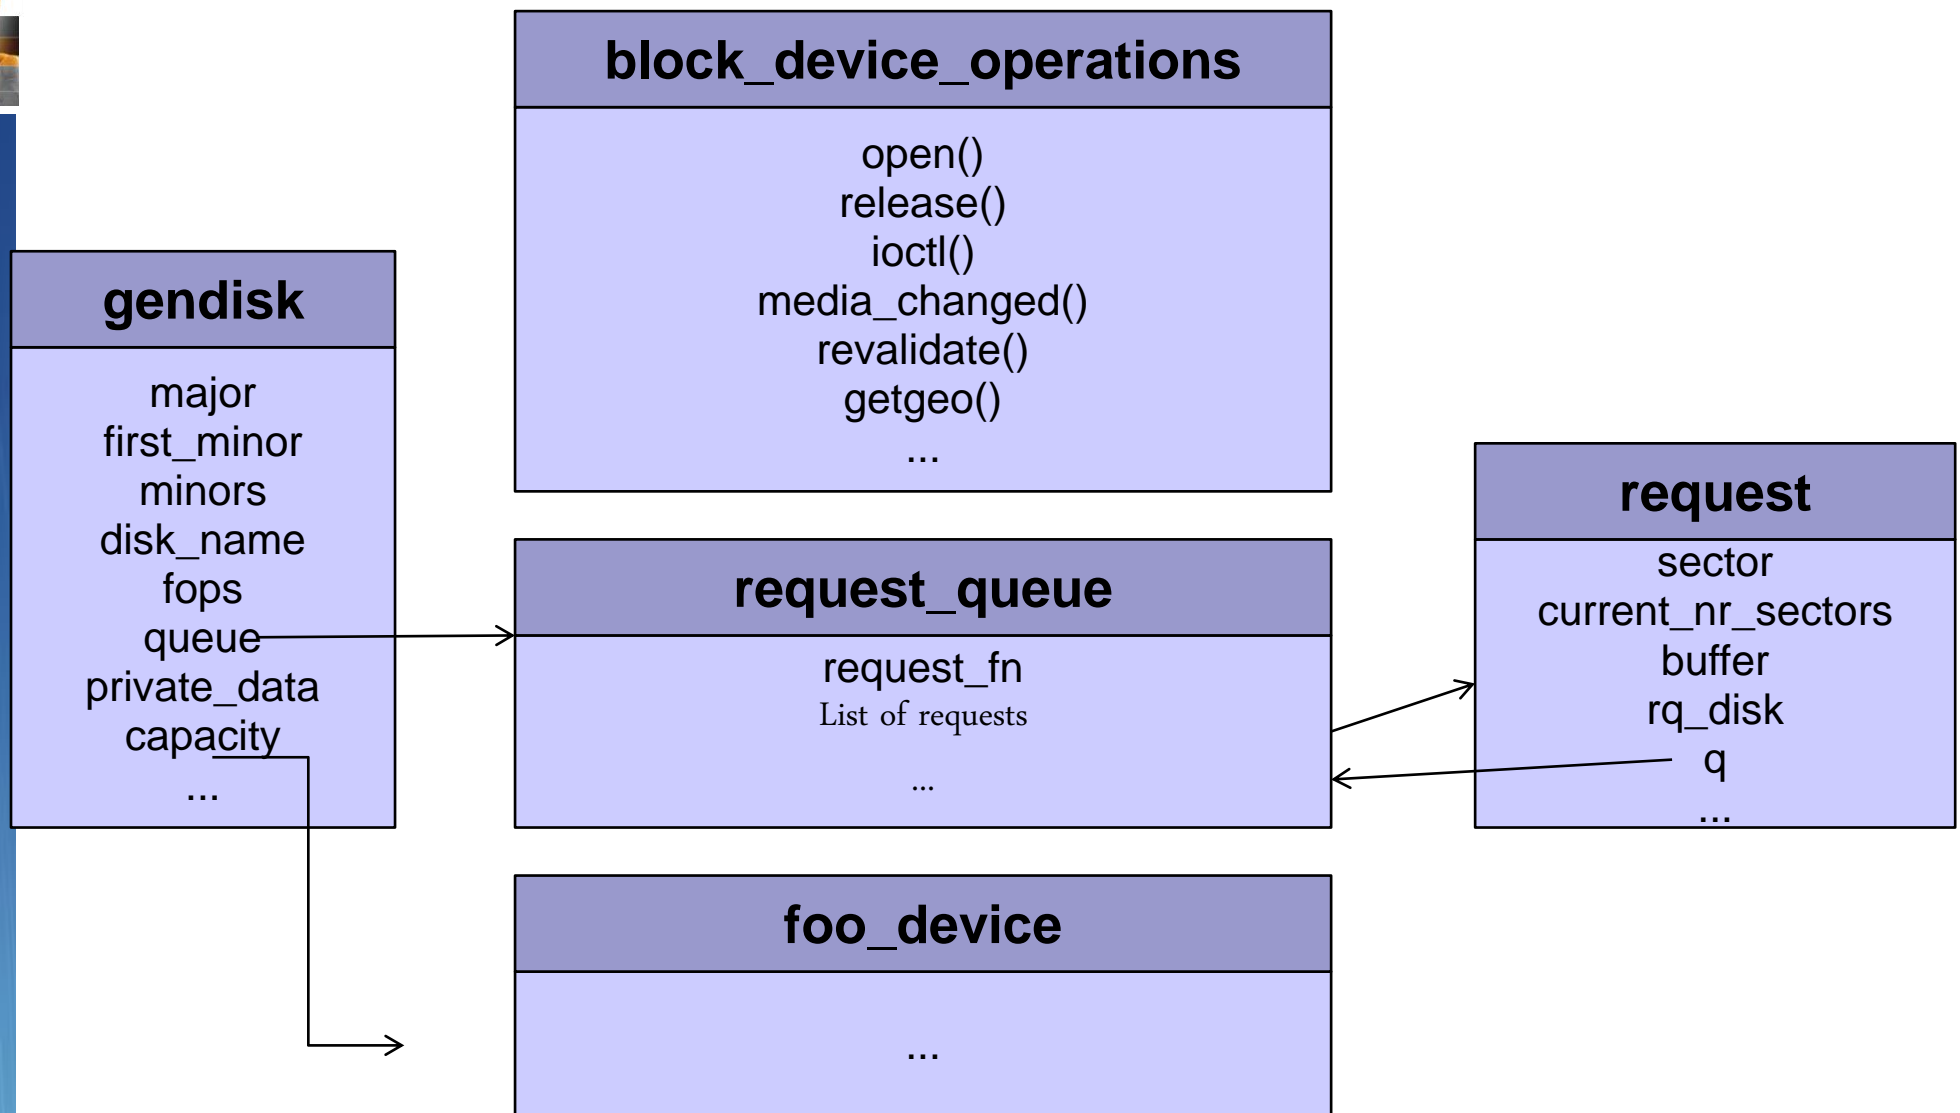 block_device_operations
open()
release()
ioctl()
media_changed()
revalidate()
getgeo()
...
gendisk
major
first_minor
minors
disk_name
fops
queue
private_data
capacity
...
request_queue
request_fn
List of requests
...
request
sector
current_nr_sectors
buffer
rq_disk
q
...
foo_device
...